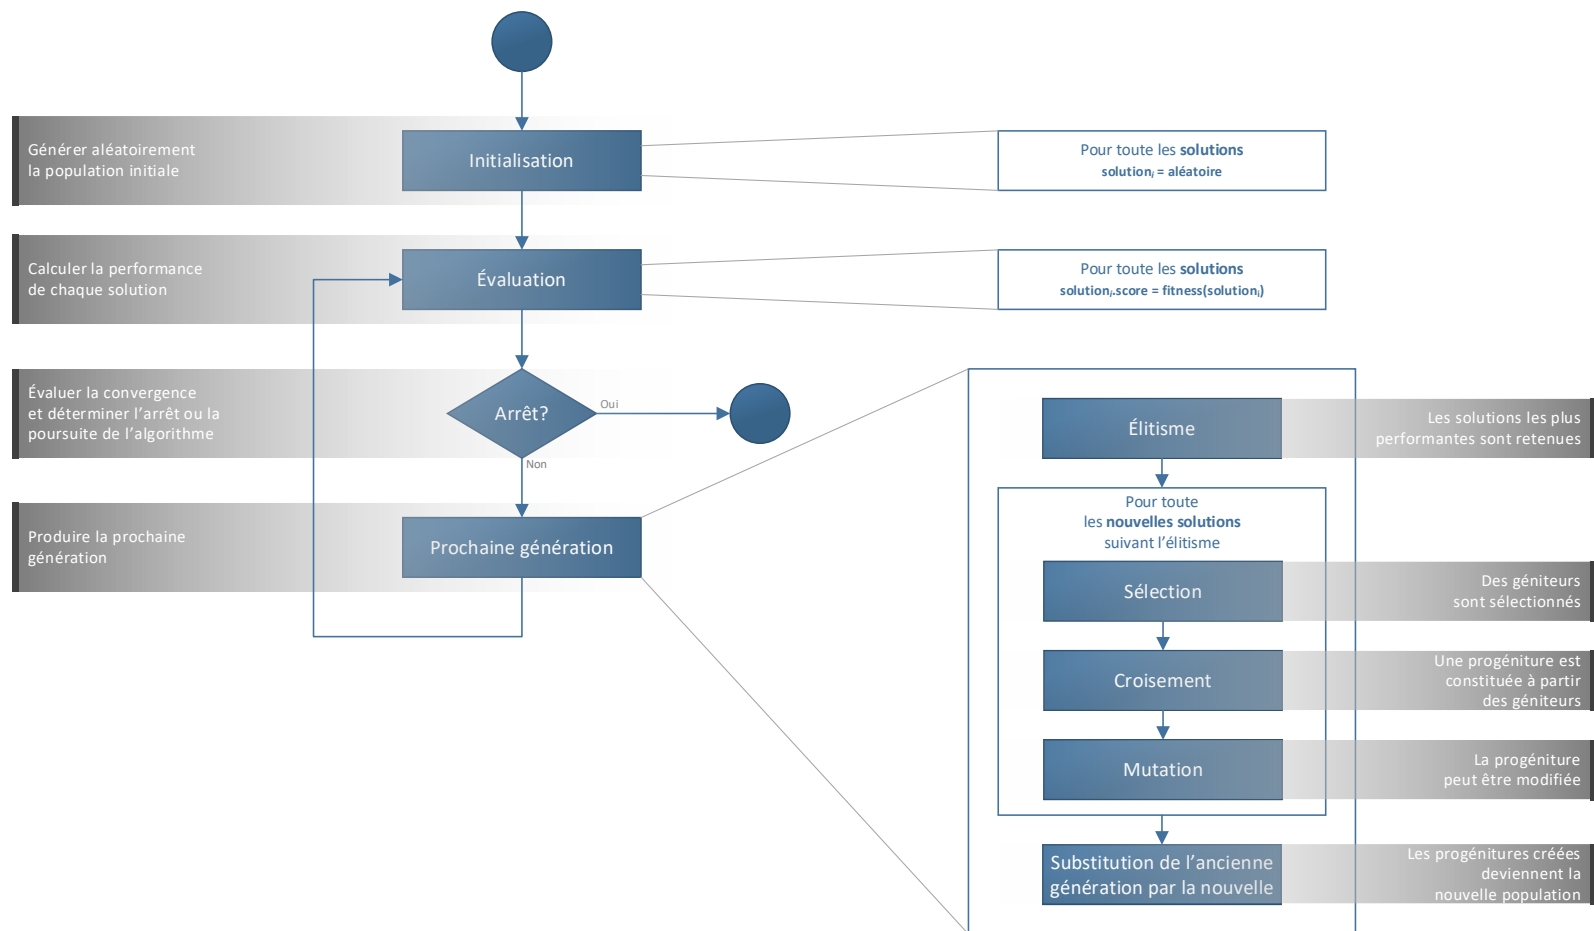 Générer aléatoirement
la population initiale
Initialisation
Pour toute les solutions
solutionᵢ = aléatoire
Calculer la performance
de chaque solution
Évaluation
Pour toute les solutions
solutionᵢ.score = fitness(solutionᵢ)
Évaluer la convergence
et déterminer l’arrêt ou la
poursuite de l’algorithme
Arrêt?
Oui
Non
Produire la prochaine
génération
Prochaine génération
Élitisme
Les solutions les plus
performantes sont retenues
Pour toute
les nouvelles solutions
suivant l’élitisme
Sélection
Des géniteurs
sont sélectionnés
Croisement
Une progéniture est
constituée à partir
des géniteurs
Mutation
La progéniture
peut être modifiée
Substitution de l’ancienne
génération par la nouvelle
Les progénitures créées
deviennent la
nouvelle population